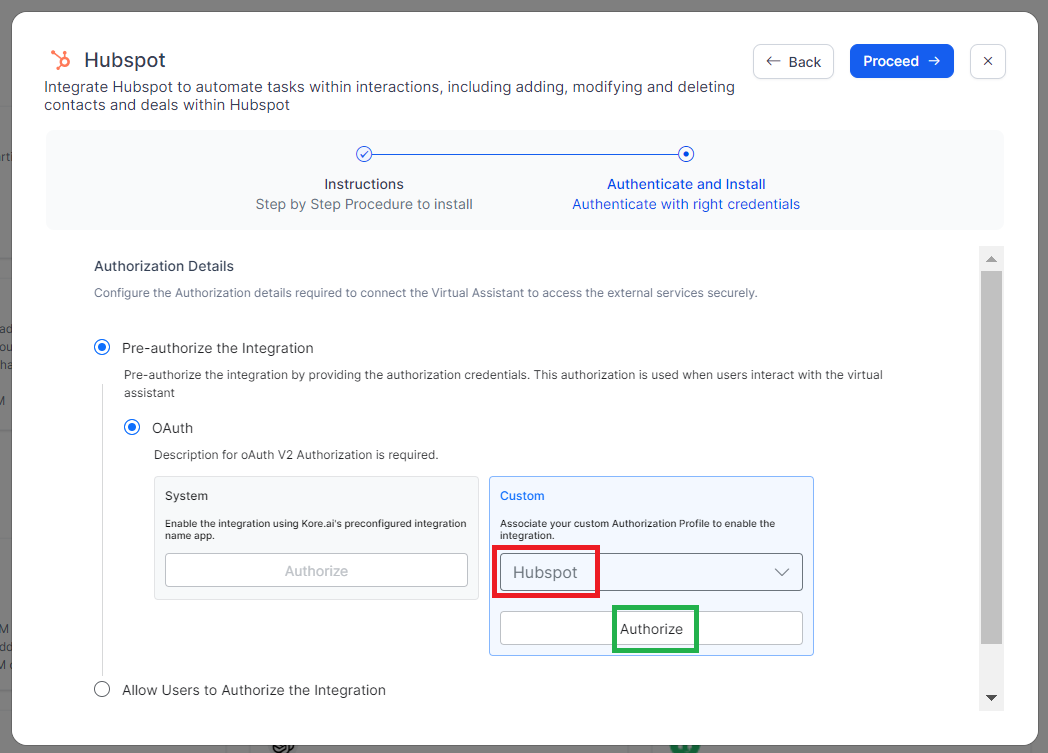 Hubspot
Back
Proceed
Integrate Hubspot to automate tasks within interactions, including adding, modifying and deleting
contacts and deals within Hubspot
Instructions
Step by Step Procedure to install
Authenticate and Install
Authenticate with right credentials
Authorization Details
Configure the Authorization details required to connect the Virtual Assistant to access the external services securely.
Pre-authorize the Integration
Pre-authorize the integration by providing the authorization credentials. This authorization is used when users interact with the virtual
assistant
OAuth
Description for oAuth V2 Authorization is required.
System
Enable the integration using Kore.ai's preconfigured integration
name app.
Authorize
Custom
Associate your custom Authorization Profile to enable the
integration.
Hubspot
Authorize
Allow Users to Authorize the Integration